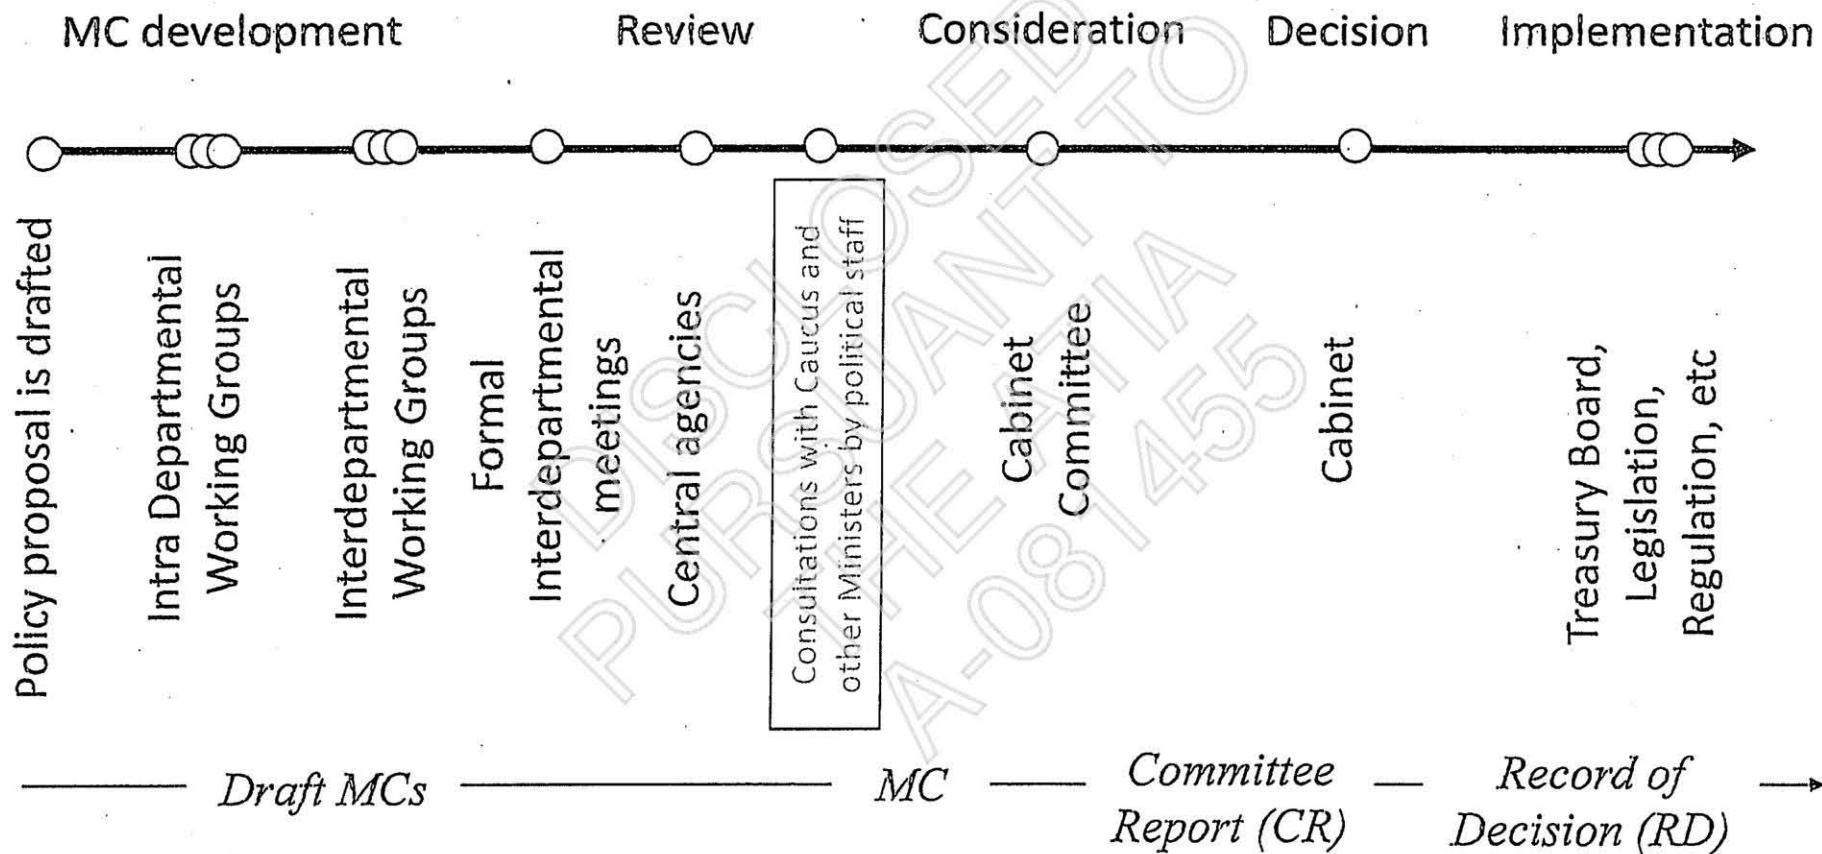 MC development
Review
Consideration
Decision
Implementation
Policy proposal is drafted
Intra Departmental
Working Groups
Interdepartmental
Working Groups
Formal
Interdepartmental
meetings
Central agencies
Consultations with Caucus and
other Ministers by political staff
Cabinet
Committee
Cabinet
Treasury Board,
Legislation,
Regulation, etc
Draft MCs
MC
Committee
Report (CR)
Record of
Decision (RD)
DISCLOSED
PURSUANT TO
THE ATIA
A-081455